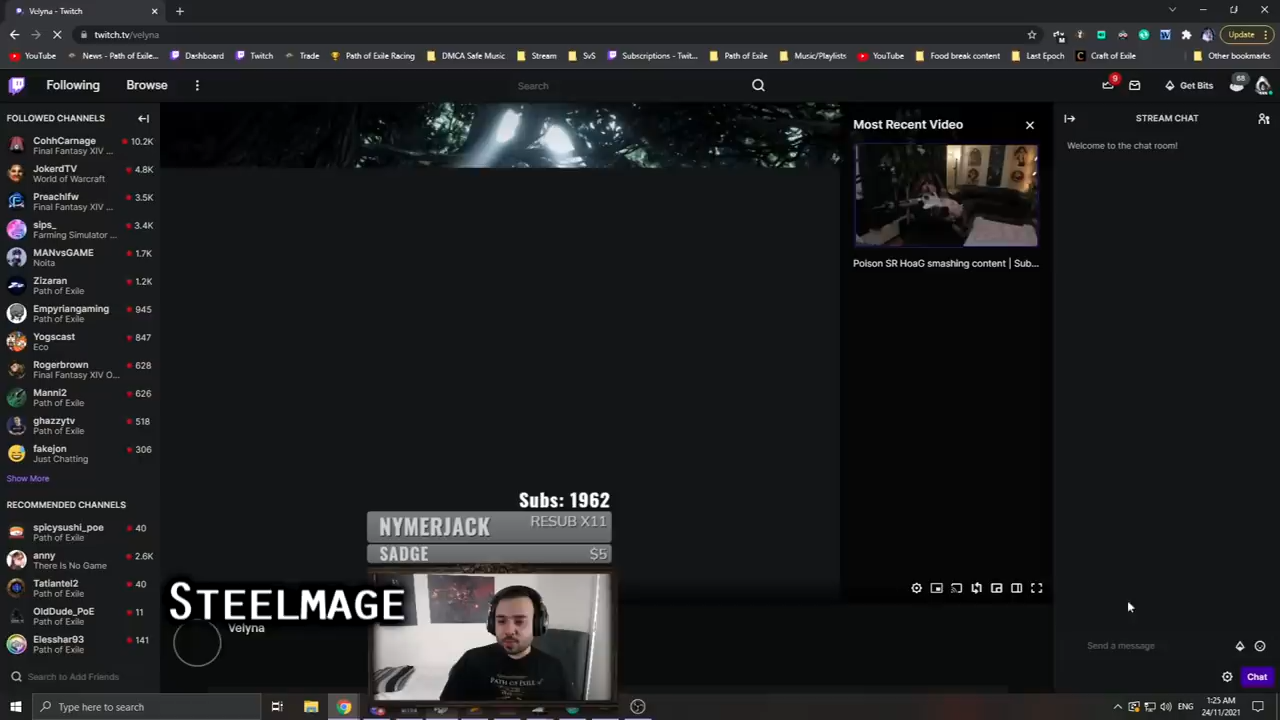 Velyna - Twitch
twitch.tv/velyna
Update
YouTube
News - Path of Exile...
Dashboard
Twitch
Trade
Path of Exile Racing
DMCA Safe Music
Stream
SvS
Subscriptions - Twit...
Path of Exile
Music/Playlists
YouTube
Food break content
Last Epoch
Craft of Exile
Other bookmarks
Following
Browse
Search
9
Get Bits
68
FOLLOWED CHANNELS
CohhCarnage 10.2K
Final Fantasy XIV ...
JokerdTV 4.8K
World of Warcraft
Preachlfw 3.5K
Final Fantasy XIV ...
sips_ 3.4K
Farming Simulator ...
MANvsGAME 1.7K
Noita
Zizaran 1.2K
Path of Exile
Empyriangaming 945
Path of Exile
Yogscast 847
Eco
Rogerbrown 628
Final Fantasy XIV O...
Manni2 626
Path of Exile
ghazzytv 518
Path of Exile
fakejon 306
Just Chatting
Show More
RECOMMENDED CHANNELS
spicysushi_poe 40
Path of Exile
anny 2.6K
There Is No Game
Tatiantel2 40
Path of Exile
OldDude_PoE 11
Path of Exile
Elesshar93 141
Path of Exile
Search to Add Friends
Most Recent Video
Poison SR HoaG smashing content | Sub...
STREAM CHAT
Welcome to the chat room!
Send a message
Chat
Subs: 1962
NYMERJACK RESUB X11
SADGE $5
STEELMAGE
Velyna
PATH OF EXILE
Type here to search
ENG
1:25 AM
24/11/2021